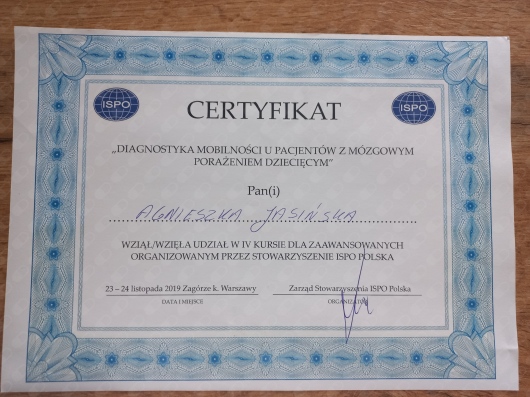 ISPO
ISPO
CERTYFIKAT
„DIAGNOSTYKA MOBILNOŚCI U PACJENTÓW Z MÓZGOWYM
PORAŻENIEM DZIECIĘCYM"
Pan(i)
AGNIESZKA JASIŃSKA
WZIĄŁ/WZIĘŁA UDZIAŁ W IV KURSIE DLA ZAAWANSOWANYCH
ORGANIZOWANYM PRZEZ STOWARZYSZENIE ISPO POLSKA
23 – 24 listopada 2019 Zagórze k. Warszawy
Zarząd Stowarzyszenia ISPO Polska
DATA I MIEJSCE
ORGANIZATOR